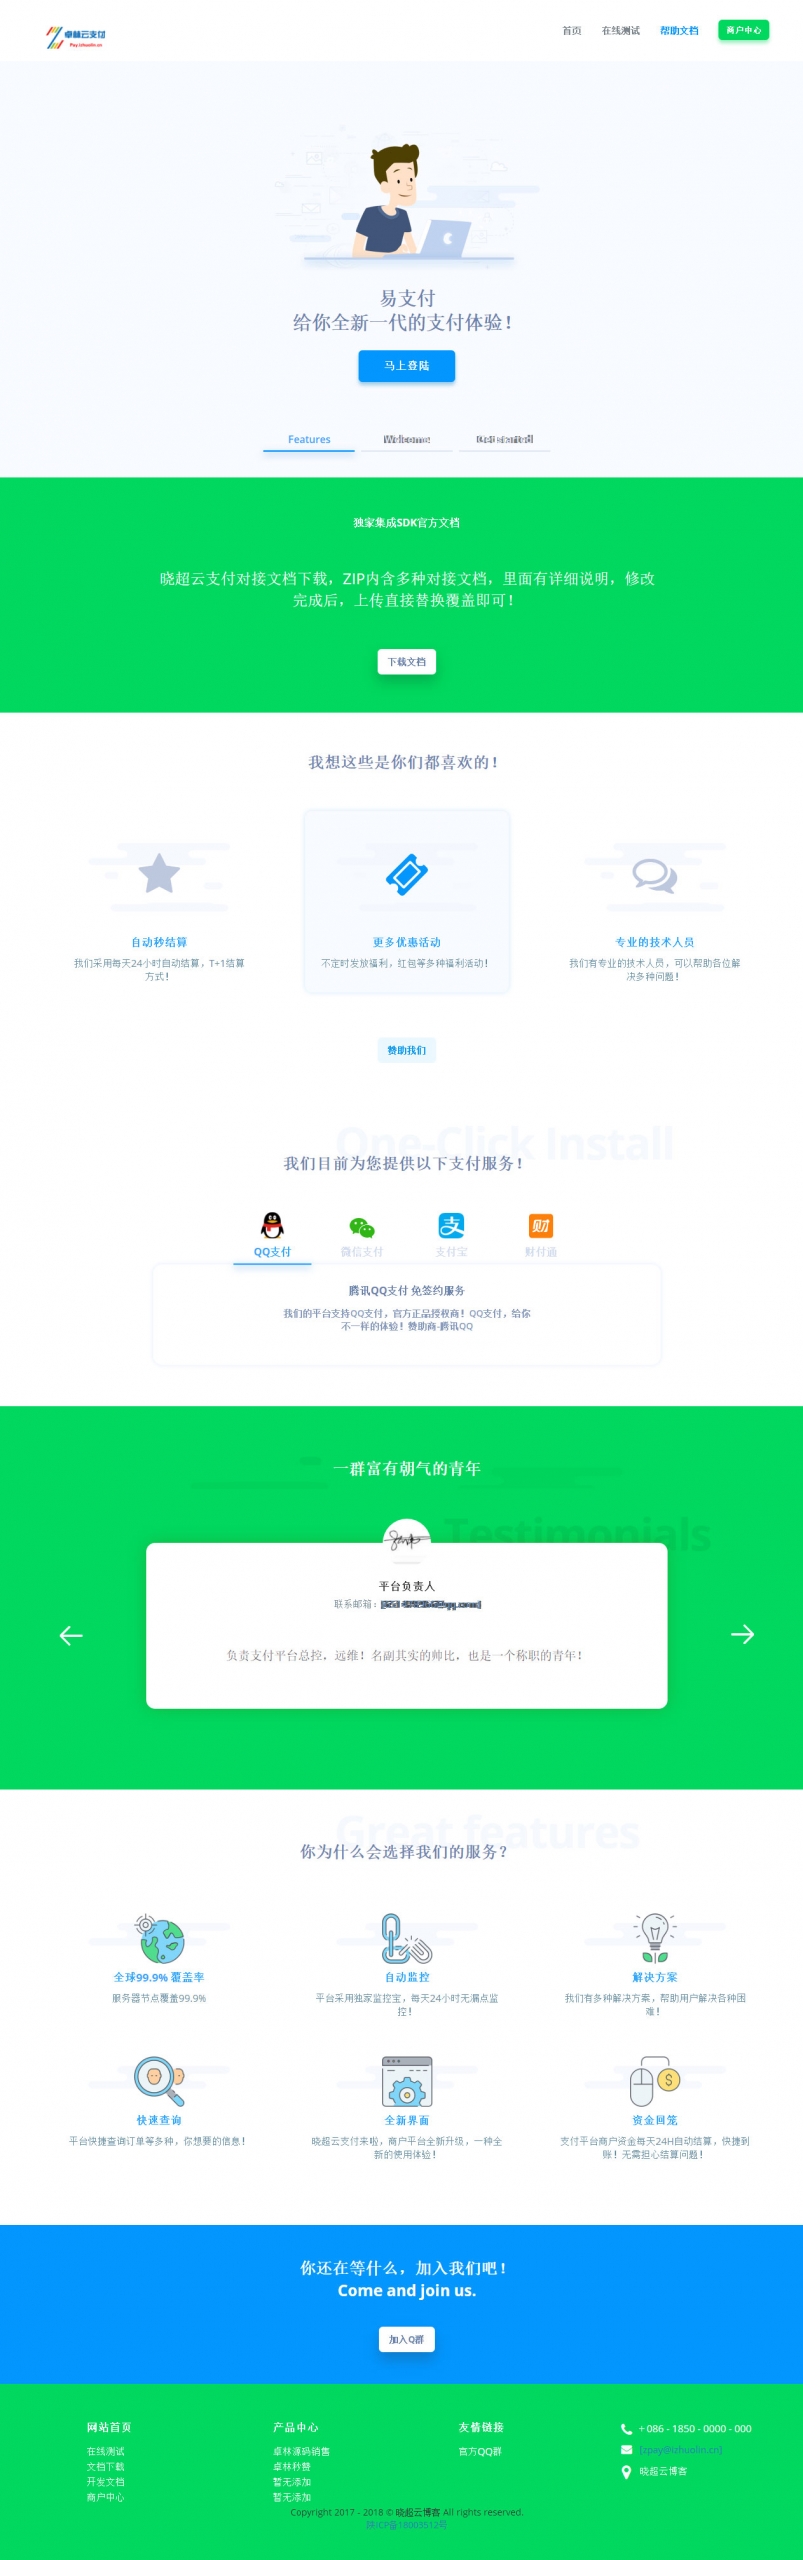 卓林云支付
Pay.izhuolin.cn
首页 在线测试 帮助文档 商户中心
易支付
给你全新一代的支付体验！
马上登陆
Features
独家集成SDK官方文档
晓超云支付对接文档下载，ZIP内含多种对接文档，里面有详细说明，修改
完成后，上传直接替换覆盖即可！
下载文档
我想这些是你们都喜欢的！
自动秒结算
我们采用每天24小时自动结算，T+1结算
方式！
更多优惠活动
不定时发放福利，红包等多种福利活动！
专业的技术人员
我们有专业的技术人员，可以帮助各位解
决多种问题！
赞助我们
One-Click Install
我们目前为您提供以下支付服务！
QQ支付 微信支付 支付宝 财付通
腾讯QQ支付 免签约服务
我们的平台支持QQ支付，官方正品授权商！QQ支付，给你
不一样的体验！赞助商-腾讯QQ
一群富有朝气的青年
Testimonials
平台负责人
联系邮箱：
负责支付平台总控，远维！名副其实的帅比，也是一个称职的青年！
Great features
你为什么会选择我们的服务？
全球99.9% 覆盖率
服务器节点覆盖99.9%
自动监控
平台采用独家监控宝，每天24小时无漏点监
控！
解决方案
我们有多种解决方案，帮助用户解决各种困
难！
快速查询
平台快捷查询订单等多种，你想要的信息！
全新界面
晓超云支付来啦，商户平台全新升级，一种全
新的使用体验！
资金回笼
支付平台商户资金每天24H自动结算，快捷到
账！无需担心结算问题！
你还在等什么，加入我们吧！
Come and join us.
加入Q群
网站首页
在线测试
文档下载
开发文档
商户中心
产品中心
卓林源码销售
卓林秒赞
暂无添加
暂无添加
友情链接
官方QQ群
+ 086 - 1850 - 0000 - 000
[zpay@izhuolin.cn]
晓超云博客
Copyright 2017 - 2018 © 晓超云博客 All rights reserved.
陕ICP备18003512号